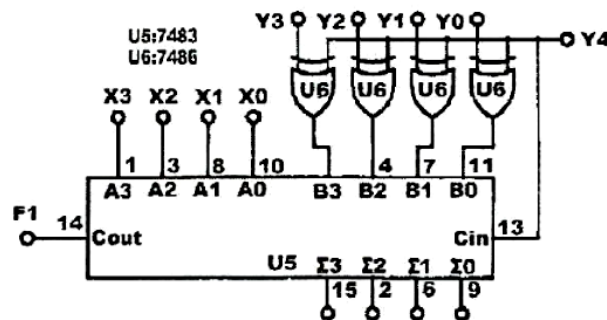 Y3 Y2 Y1 Y0
U5:7483
U6:7486
Y4
U6 U6 U6 U6
X3 X2 X1 X0
1 3 8 10 4 7 11
A3 A2 A1 A0 B3 B2 B1 B0
F1
14 Cout Cin 13
U5 Σ3 Σ2 Σ1 Σ0
15 2 6 9